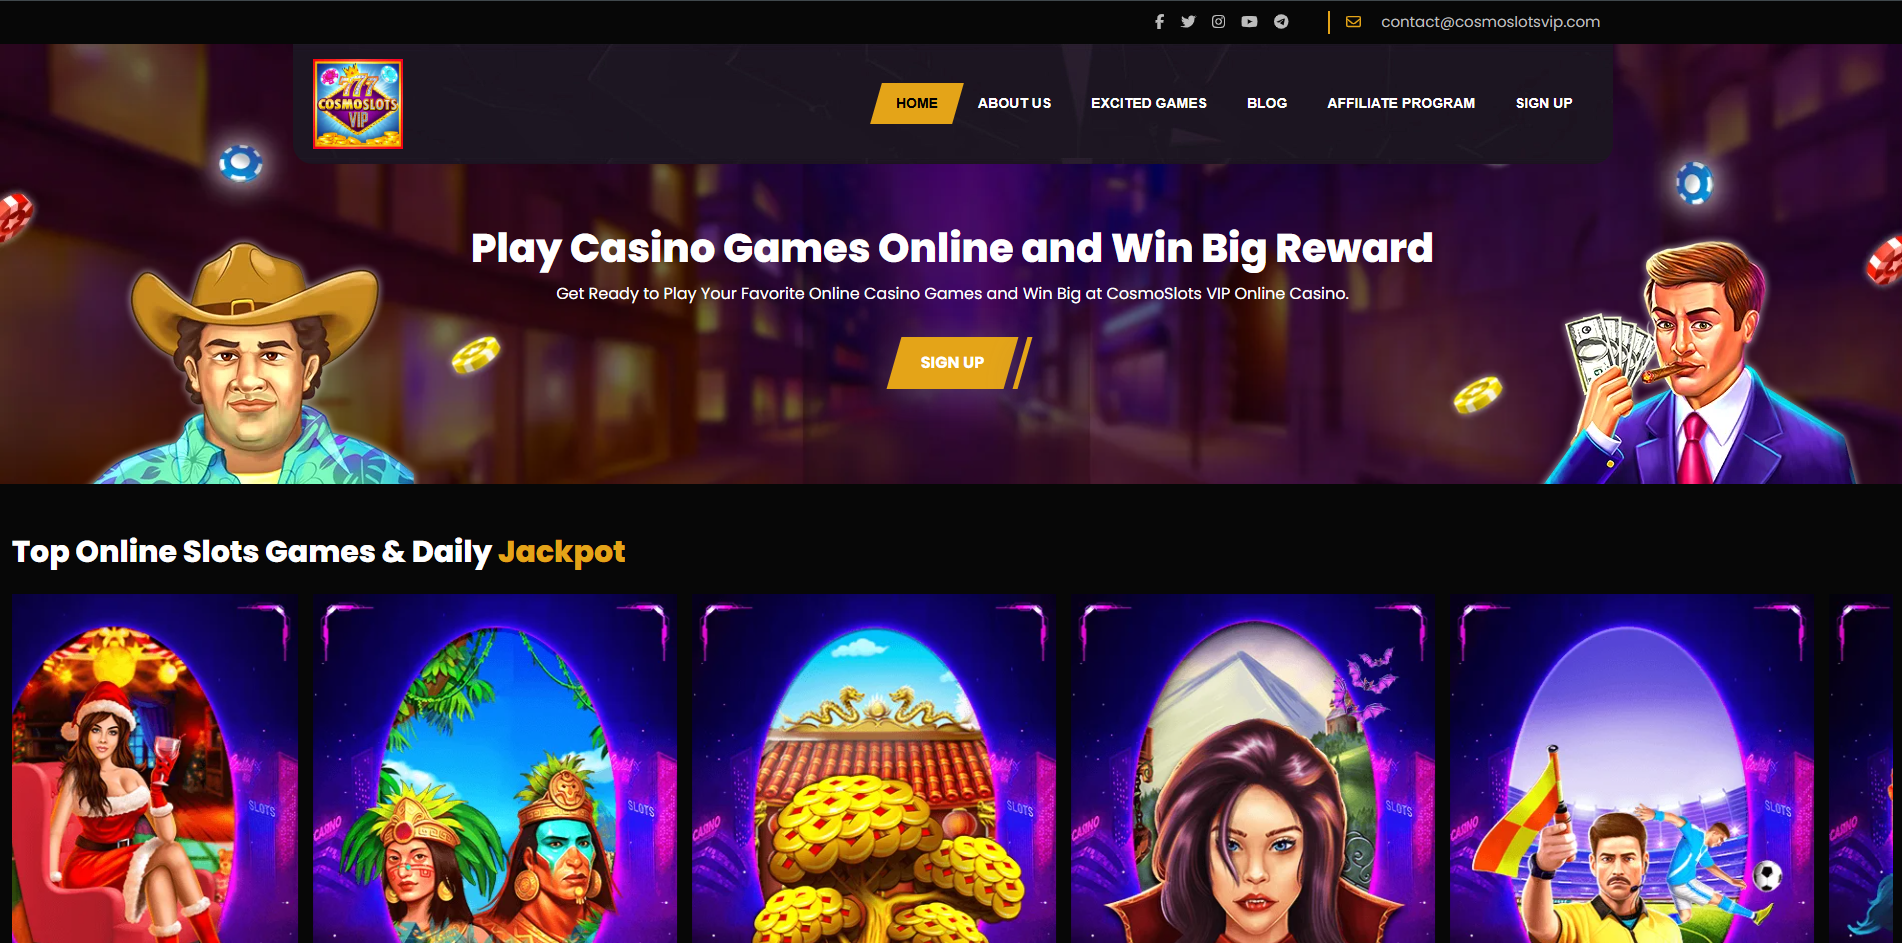 contact@cosmoslotsvip.com
777
COSMOSLOTS
VIP
HOME ABOUT US EXCITED GAMES BLOG AFFILIATE PROGRAM SIGN UP
Play Casino Games Online and Win Big Reward
Get Ready to Play Your Favorite Online Casino Games and Win Big at CosmoSlots VIP Online Casino.
SIGN UP
Top Online Slots Games & Daily Jackpot
SLOTS
CASINO
SLOTS
CASINO
SLOTS
CASINO
SLOTS
CASINO
SLOTS
CASINO